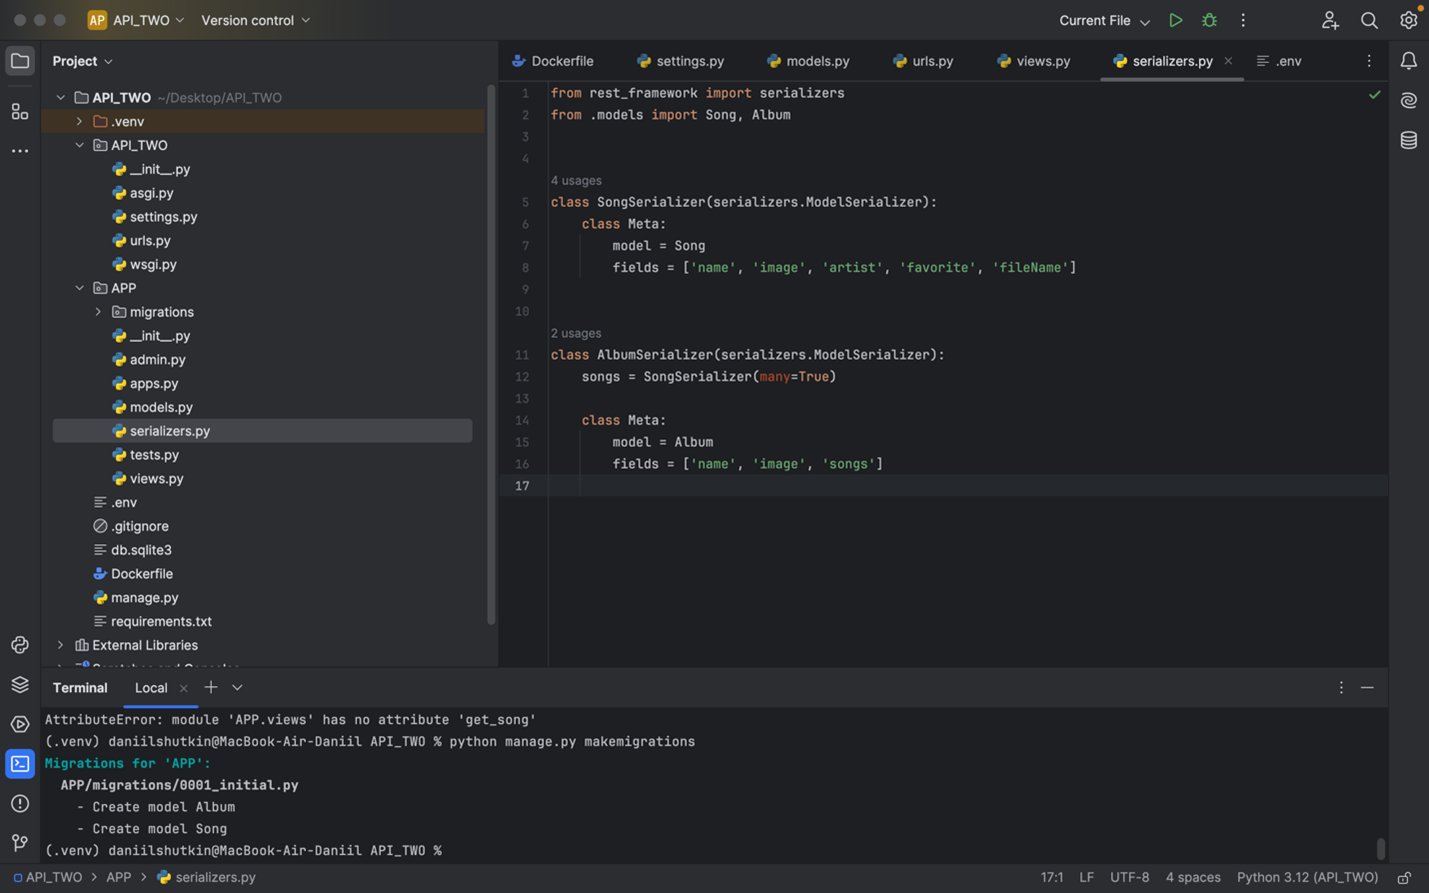 AP API_TWO Version control Current File
Project
Dockerfile settings.py models.py urls.py views.py serializers.py .env
API_TWO ~/Desktop/API_TWO
.venv
API_TWO
__init__.py
asgi.py
settings.py
urls.py
wsgi.py
APP
migrations
__init__.py
admin.py
apps.py
models.py
serializers.py
tests.py
views.py
.env
.gitignore
db.sqlite3
Dockerfile
manage.py
requirements.txt
External Libraries
1 from rest_framework import serializers
2 from .models import Song, Album
3
4
4 usages
5 class SongSerializer(serializers.ModelSerializer):
6 class Meta:
7 model = Song
8 fields = ['name', 'image', 'artist', 'favorite', 'fileName']
9
10
2 usages
11 class AlbumSerializer(serializers.ModelSerializer):
12 songs = SongSerializer(many=True)
13
14 class Meta:
15 model = Album
16 fields = ['name', 'image', 'songs']
17
Terminal Local
AttributeError: module 'APP.views' has no attribute 'get_song'
(.venv) daniilshutkin@MacBook-Air-Daniil API_TWO % python manage.py makemigrations
Migrations for 'APP':
APP/migrations/0001_initial.py
- Create model Album
- Create model Song
(.venv) daniilshutkin@MacBook-Air-Daniil API_TWO %
API_TWO > APP > serializers.py 17:1 LF UTF-8 4 spaces Python 3.12 (API_TWO)